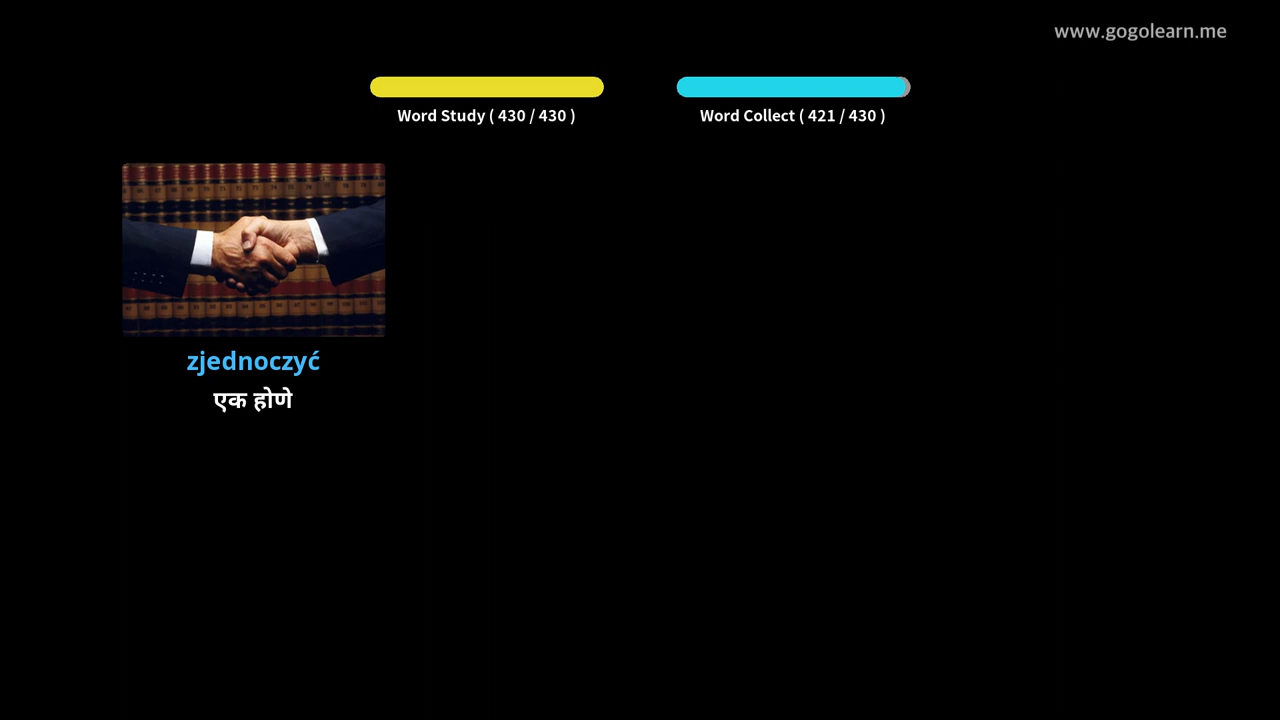 www.gogolearn.me
Word Study ( 430 / 430 )
Word Collect ( 421 / 430 )
zjednoczyć
एक होणे